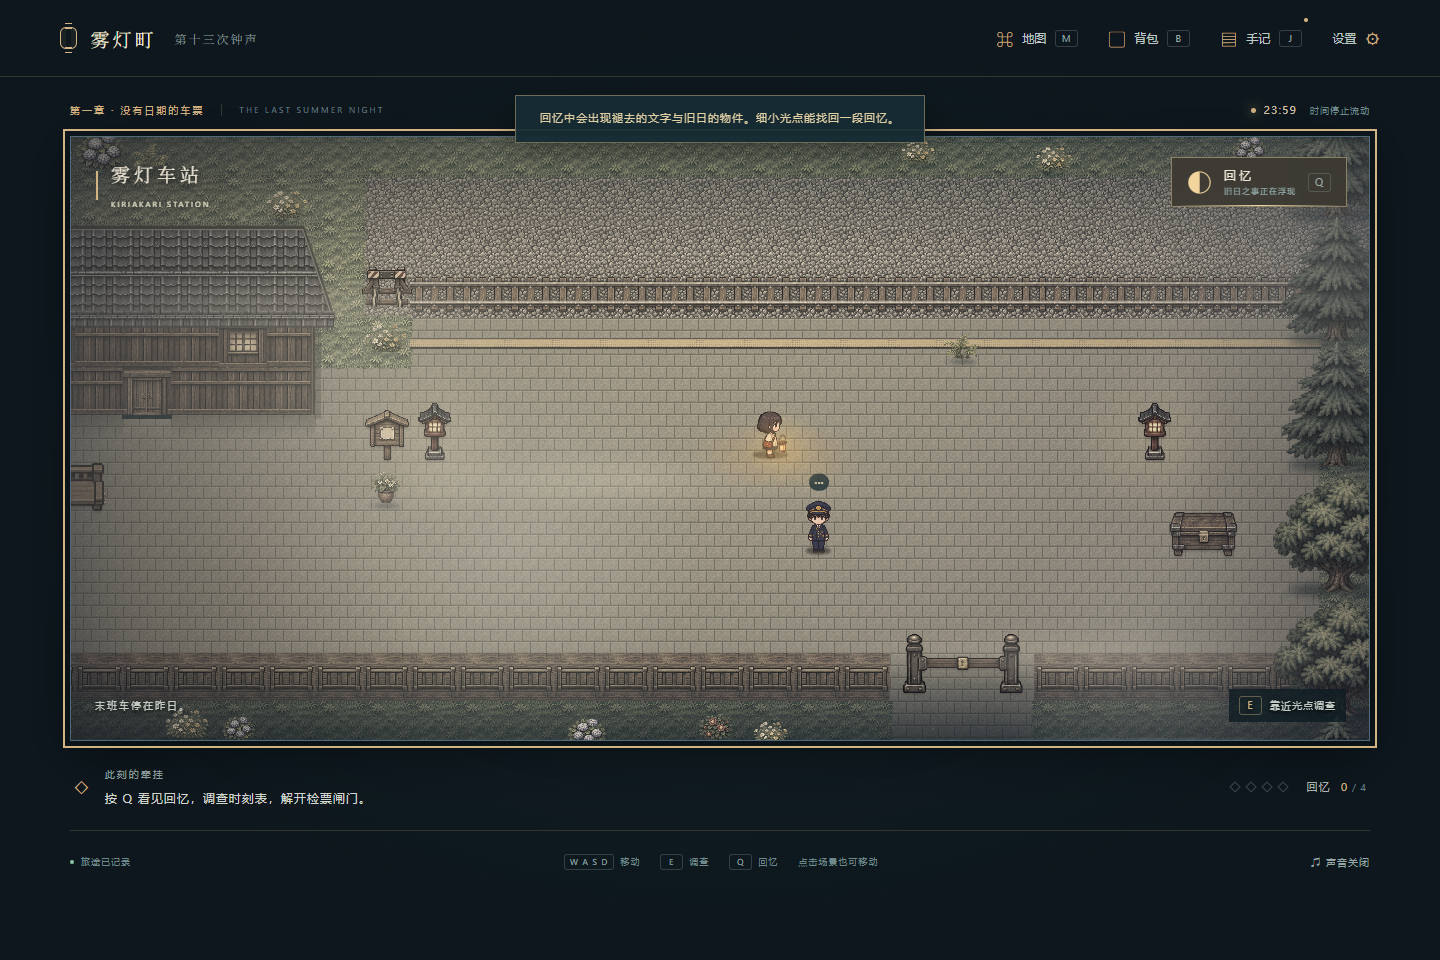 雾灯町 第十三次钟声
地图 M 背包 B 手记 J 设置
第一章 · 没有日期的车票 THE LAST SUMMER NIGHT
23:59 时间停止流动
回忆中会出现褪去的文字与旧日的物件。细小光点能找回一段回忆。
雾灯车站
KIRIAKARI STATION
回忆
旧日之事正在浮现
Q
...
末班车停在昨日。
E 靠近光点调查
此刻的牵挂
按 Q 看见回忆，调查时刻表，解开检票闸门。
回忆 0 / 4
旅途已记录
WASD 移动 E 调查 Q 回忆 点击场景也可移动
声音关闭